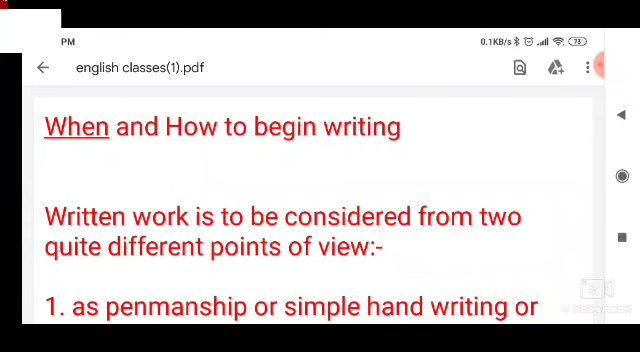 PM
0.1KB/s
73
english classes(1).pdf
When and How to begin writing
Written work is to be considered from two
quite different points of view:-
1. as penmanship or simple hand writing or